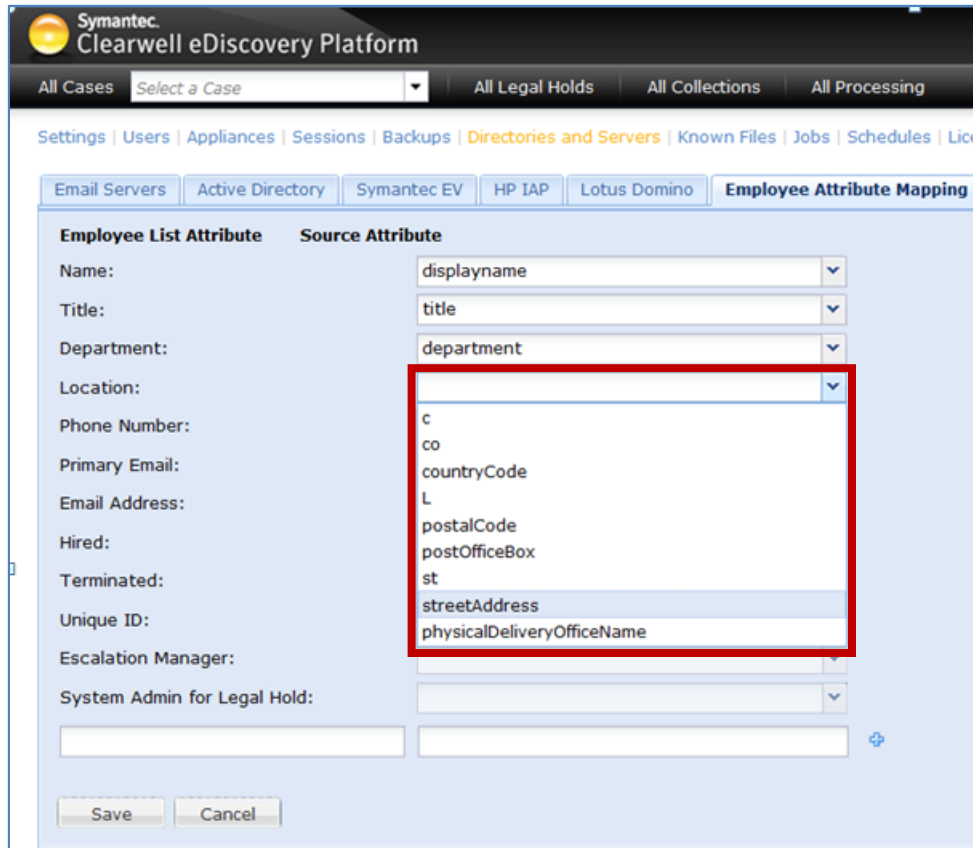 Symantec.
Clearwell eDiscovery Platform
All Cases Select a Case All Legal Holds All Collections All Processing
Settings | Users | Appliances | Sessions | Backups | Directories and Servers | Known Files | Jobs | Schedules | Lice
Email Servers Active Directory Symantec EV HP IAP Lotus Domino Employee Attribute Mapping
Employee List Attribute Source Attribute
Name: displayname
Title: title
Department: department
Location:
c
Phone Number:
co
Primary Email:
countryCode
Email Address:
L
postalCode
Hired:
postOfficeBox
Terminated:
st
streetAddress
Unique ID:
physicalDeliveryOfficeName
Escalation Manager:
System Admin for Legal Hold:
Save Cancel